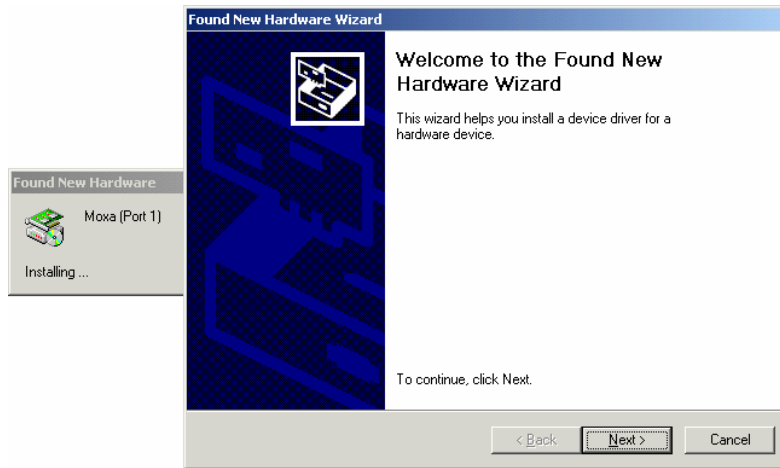 Found New Hardware Wizard
Welcome to the Found New
Hardware Wizard
This wizard helps you install a device driver for a
hardware device.
Found New Hardware
Moxa (Port 1)
Installing ...
To continue, click Next.
< Back
Next >
Cancel